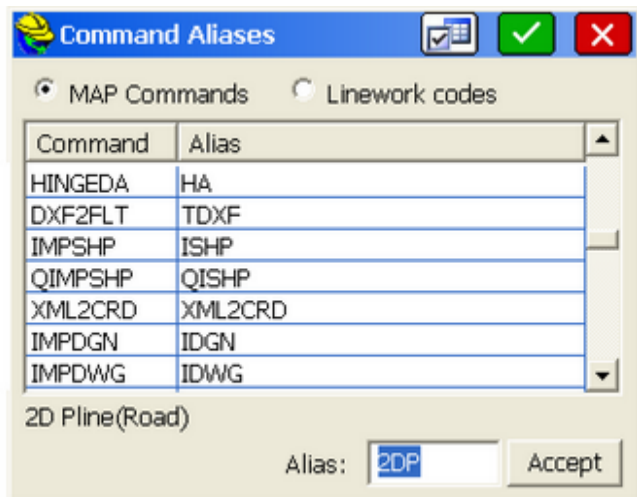 Command Aliases
MAP Commands Linework codes
Command Alias
HINGEDA HA
DXF2FLT TDXF
IMPSHP ISHP
QIMPSHP QISHP
XML2CRD XML2CRD
IMPDGN IDGN
IMPDWG IDWG
2D Pline(Road)
Alias: 2DP Accept